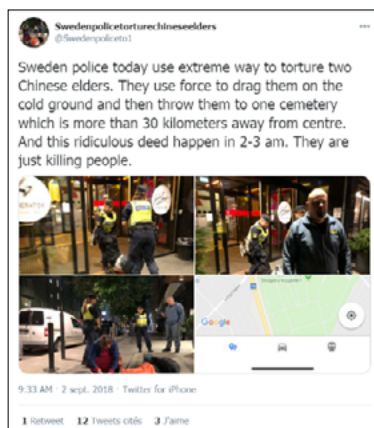 Swedenpolicetorturechineseelders
@Swedenpoliceto1
Sweden police today use extreme way to torture two
Chinese elders. They use force to drag them on the
cold ground and then throw them to one cemetery
which is more than 30 kilometers away from centre.
And this ridiculous deed happen in 2-3 am. They are
just killing people.
Google
9:33 AM · 2 sept. 2018 · Twitter for iPhone
1 Retweet 12 Tweets cités 3 J'aime